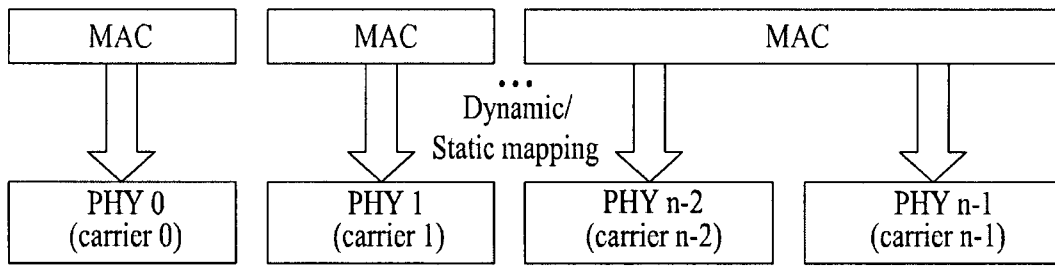 MAC
MAC
MAC
...
Dynamic/
Static mapping
PHY 0
(carrier 0)
PHY 1
(carrier 1)
PHY n-2
(carrier n-2)
PHY n-1
(carrier n-1)